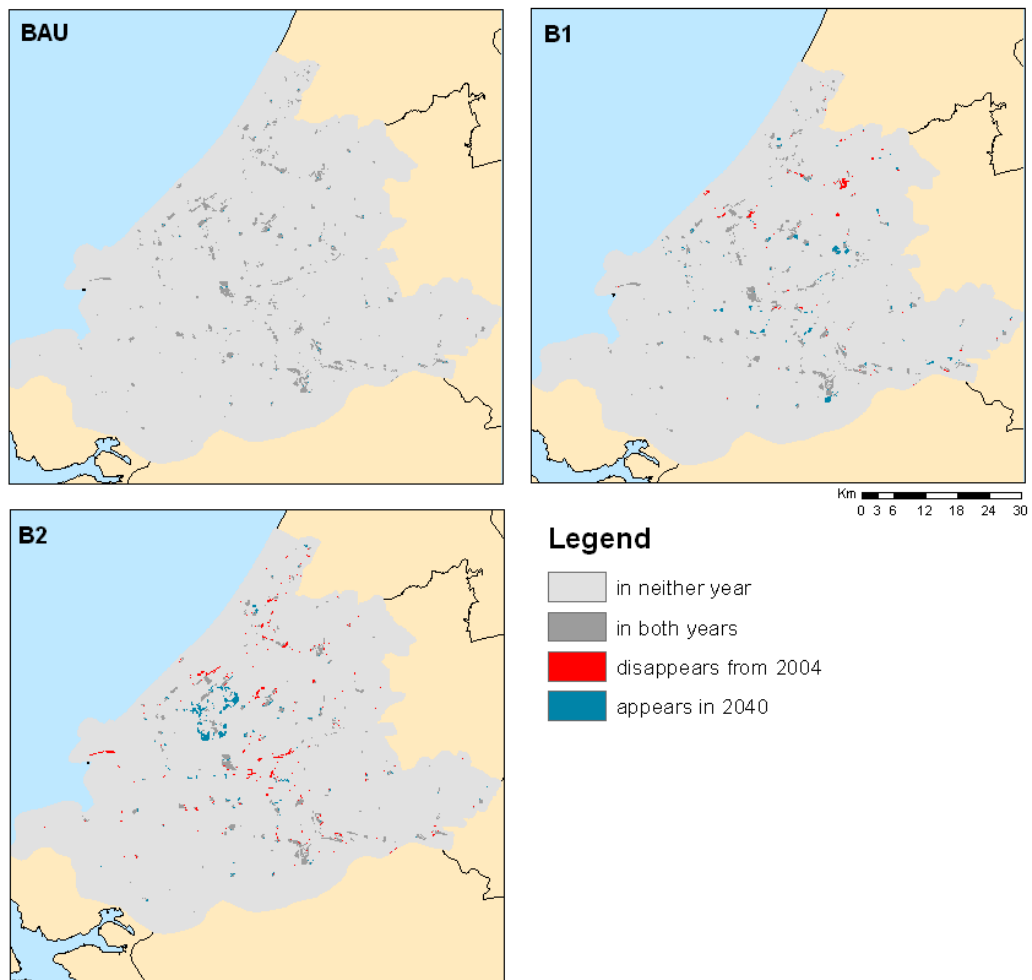 BAU
B1
Km
0 3 6 12 18 24 30
B2
Legend
in neither year
in both years
disappears from 2004
appears in 2040